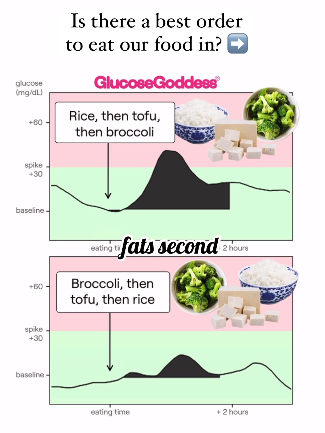 Is there a best order
to eat our food in? ➡️
glucose
(mg/dL)
GlucoseGoddess®
+60
Rice, then tofu,
then broccoli
spike
+30
baseline
eating
2 hours
fats second
+60
Broccoli, then
tofu, then rice
spike
+30
baseline
eating time
+ 2 hours